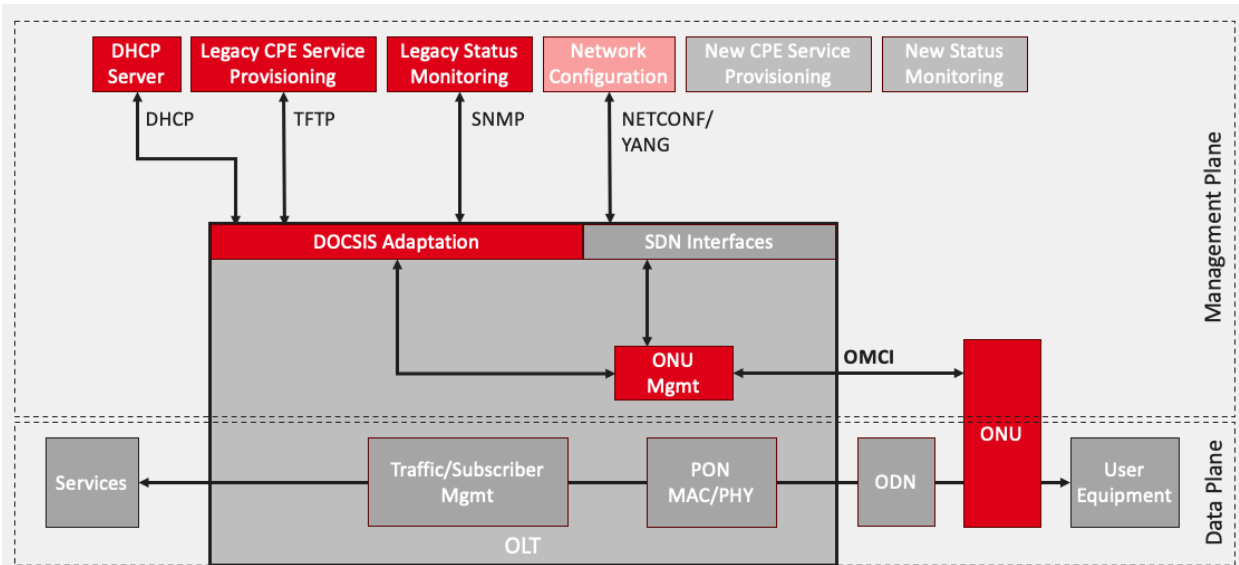 DHCP
Server
Legacy CPE Service
Provisioning
Legacy Status
Monitoring
Network
Configuration
New CPE Service
Provisioning
New Status
Monitoring
DHCP
TFTP
SNMP
NETCONF/
YANG
Management Plane
DOCSIS Adaptation
SDN Interfaces
ONU
Mgmt
OMCI
ONU
Services
Traffic/Subscriber
Mgmt
PON
MAC/PHY
ODN
User
Equipment
Data Plane
OLT